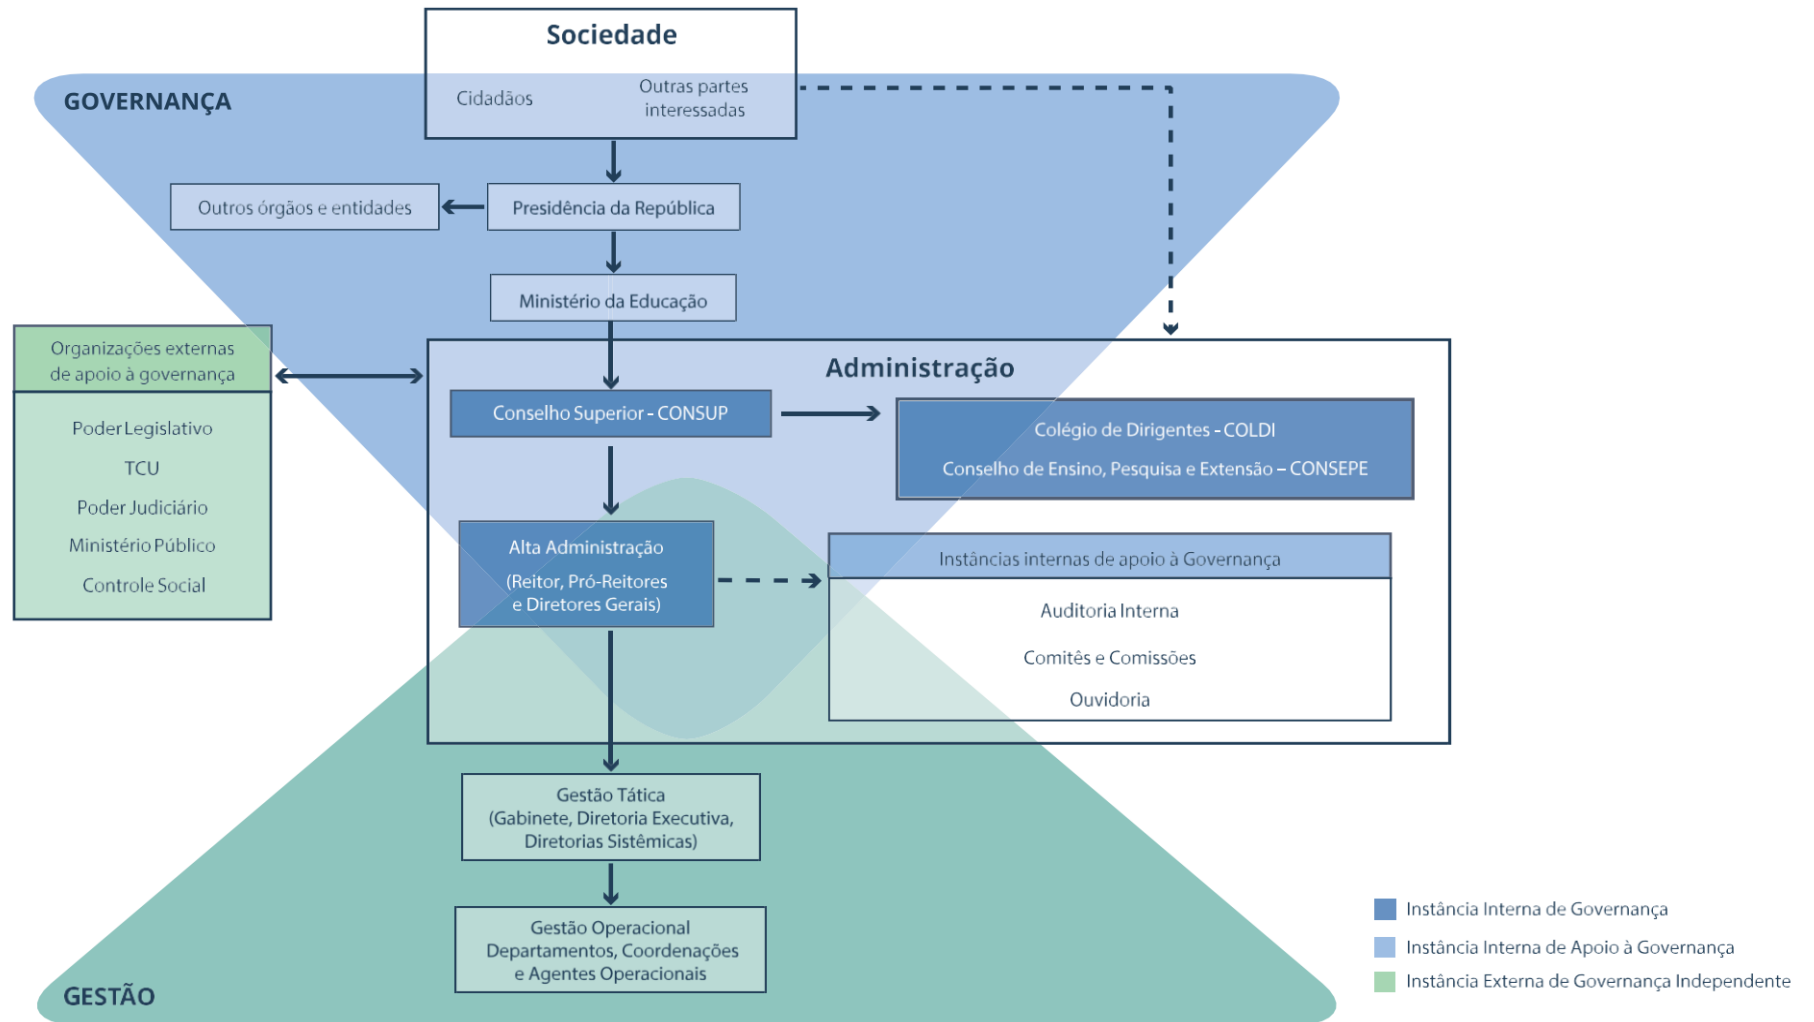 Sociedade
GOVERNANÇA
Cidadãos
Outras partes
interessadas
Outros órgãos e entidades
Presidência da República
Ministério da Educação
Organizações externas
de apoio à governança
Poder Legislativo
TCU
Poder Judiciário
Ministério Público
Controle Social
Administração
Conselho Superior - CONSUP
Colégio de Dirigentes - COLDI
Conselho de Ensino, Pesquisa e Extensão – CONSEPE
Alta Administração
(Reitor, Pró-Reitores
e Diretores Gerais)
Instâncias internas de apoio à Governança
Auditoria Interna
Comitês e Comissões
Ouvidoria
Gestão Tática
(Gabinete, Diretoria Executiva,
Diretorias Sistêmicas)
Gestão Operacional
Departamentos, Coordenações
e Agentes Operacionais
GESTÃO
Instância Interna de Governança
Instância Interna de Apoio à Governança
Instância Externa de Governança Independente